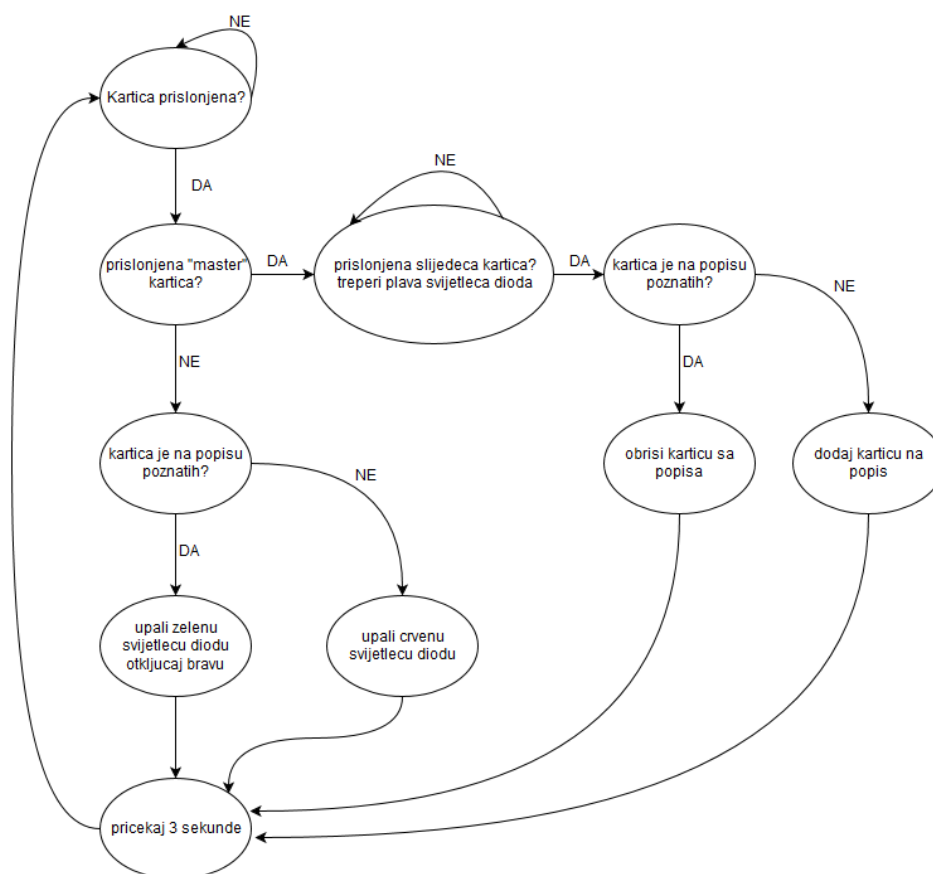 NE
Kartica prislonjena?
DA
NE
prislonjena "master"
kartica?
DA
prislonjena slijedeca kartica?
treperi plava svijetleca dioda
DA
kartica je na popisu
poznatih?
NE
NE
DA
kartica je na popisu
poznatih?
NE
obrisi karticu sa
popisa
dodaj karticu na
popis
DA
upali zelenu
svijetlecu diodu
otkljucaj bravu
upali crvenu
svijetlecu diodu
pricekaj 3 sekunde